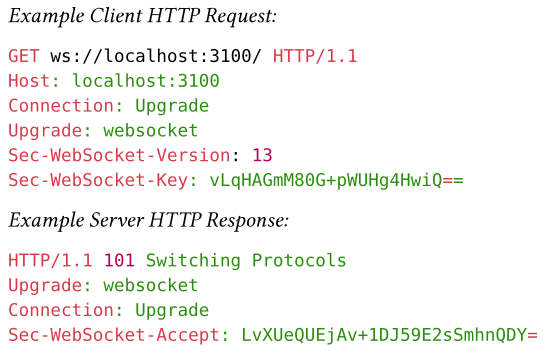 Example Client HTTP Request:
GET ws://localhost:3100/ HTTP/1.1
Host: localhost:3100
Connection: Upgrade
Upgrade: websocket
Sec-WebSocket-Version: 13
Sec-WebSocket-Key: vLqHAGmM80G+pWUHg4HwiQ==
Example Server HTTP Response:
HTTP/1.1 101 Switching Protocols
Upgrade: websocket
Connection: Upgrade
Sec-WebSocket-Accept: LvXUeQUEjAv+1DJ59E2sSmhnQDY=